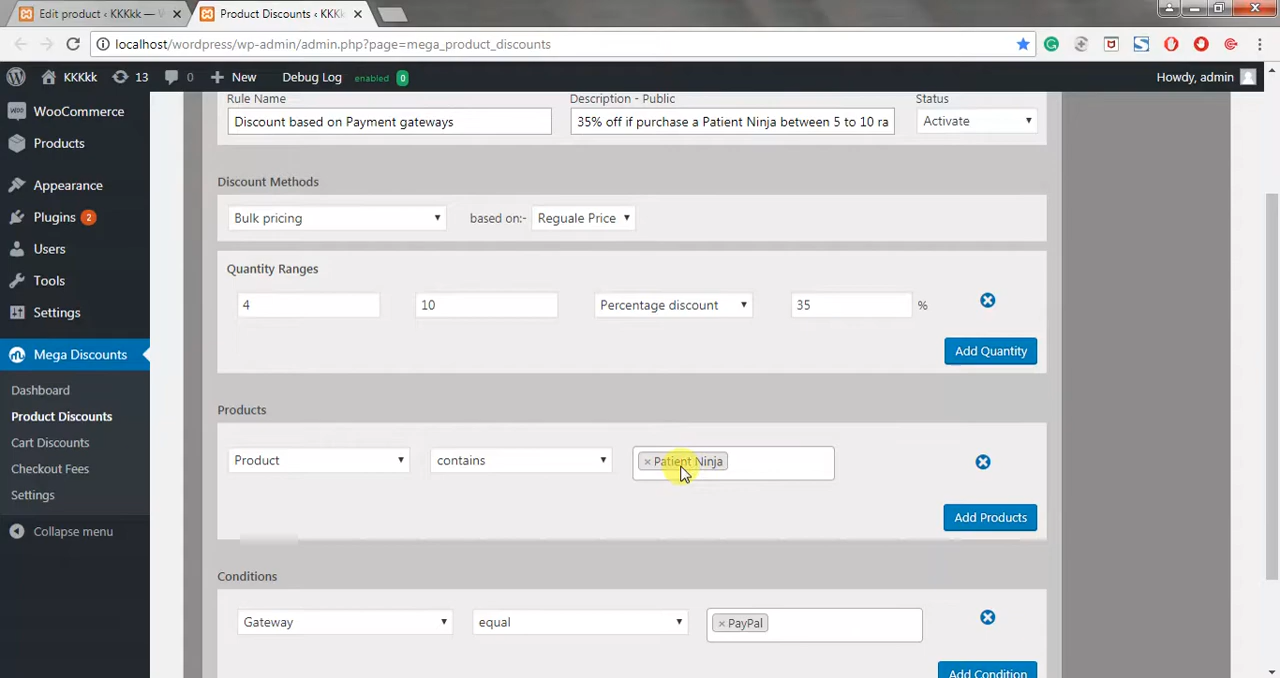 Edit product ‹ KKKkk — W
Product Discounts ‹ KKK
localhost/wordpress/wp-admin/admin.php?page=mega_product_discounts
KKKkk
13
0
New
Debug Log enabled 0
Howdy, admin
WooCommerce
Products
Appearance
Plugins 2
Users
Tools
Settings
Mega Discounts
Dashboard
Product Discounts
Cart Discounts
Checkout Fees
Settings
Collapse menu
Rule Name
Description - Public
Status
Discount based on Payment gateways
35% off if purchase a Patient Ninja between 5 to 10 ra
Activate
Discount Methods
Bulk pricing
based on:-
Reguale Price
Quantity Ranges
4
10
Percentage discount
35
%
Add Quantity
Products
Product
contains
× Patient Ninja
Add Products
Conditions
Gateway
equal
× PayPal
Add Condition